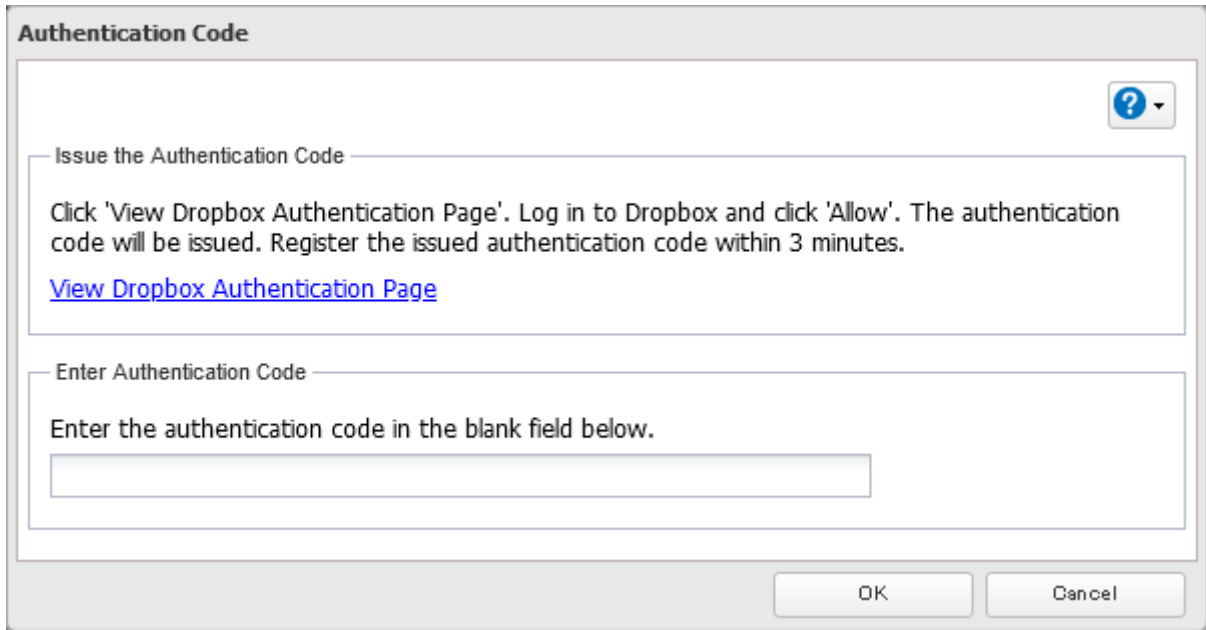 Authentication Code
?
Issue the Authentication Code
Click 'View Dropbox Authentication Page'. Log in to Dropbox and click 'Allow'. The authentication
code will be issued. Register the issued authentication code within 3 minutes.
View Dropbox Authentication Page
Enter Authentication Code
Enter the authentication code in the blank field below.
OK
Cancel